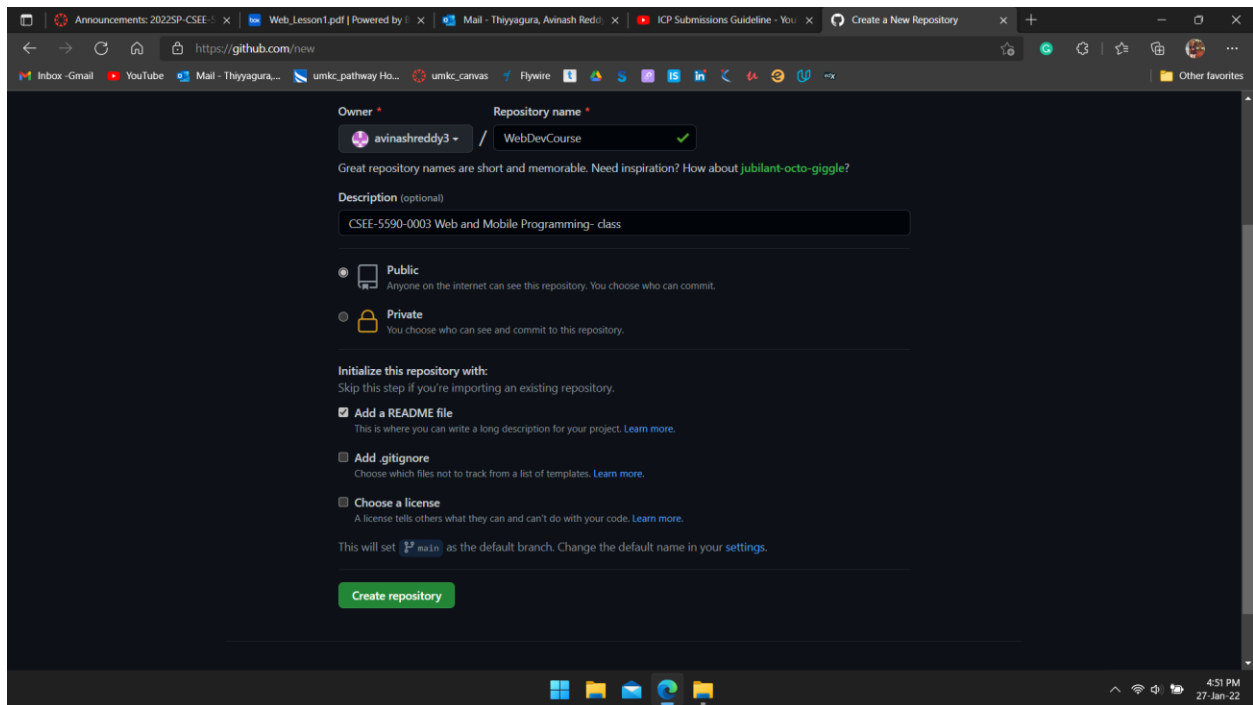 Announcements: 2022SP-CSEE-5
Web_Lesson1.pdf | Powered by
Mail - Thiyyagura, Avinash Reddy
ICP Submissions Guideline - You
Create a New Repository
https://github.com/new
Inbox -Gmail
YouTube
Mail - Thiyyagura,...
umkc_pathway Ho...
umkc_canvas
Flywire
Other favorites
Owner *
Repository name *
avinashreddy3
/
WebDevCourse
Great repository names are short and memorable. Need inspiration? How about jubilant-octo-giggle?
Description (optional)
CSEE-5590-0003 Web and Mobile Programming- class
Public
Anyone on the internet can see this repository. You choose who can commit.
Private
You choose who can see and commit to this repository.
Initialize this repository with:
Skip this step if you're importing an existing repository.
Add a README file
This is where you can write a long description for your project. Learn more.
Add .gitignore
Choose which files not to track from a list of templates. Learn more.
Choose a license
A license tells others what they can and can't do with your code. Learn more.
This will set main as the default branch. Change the default name in your settings.
Create repository
4:51 PM
27-Jan-22